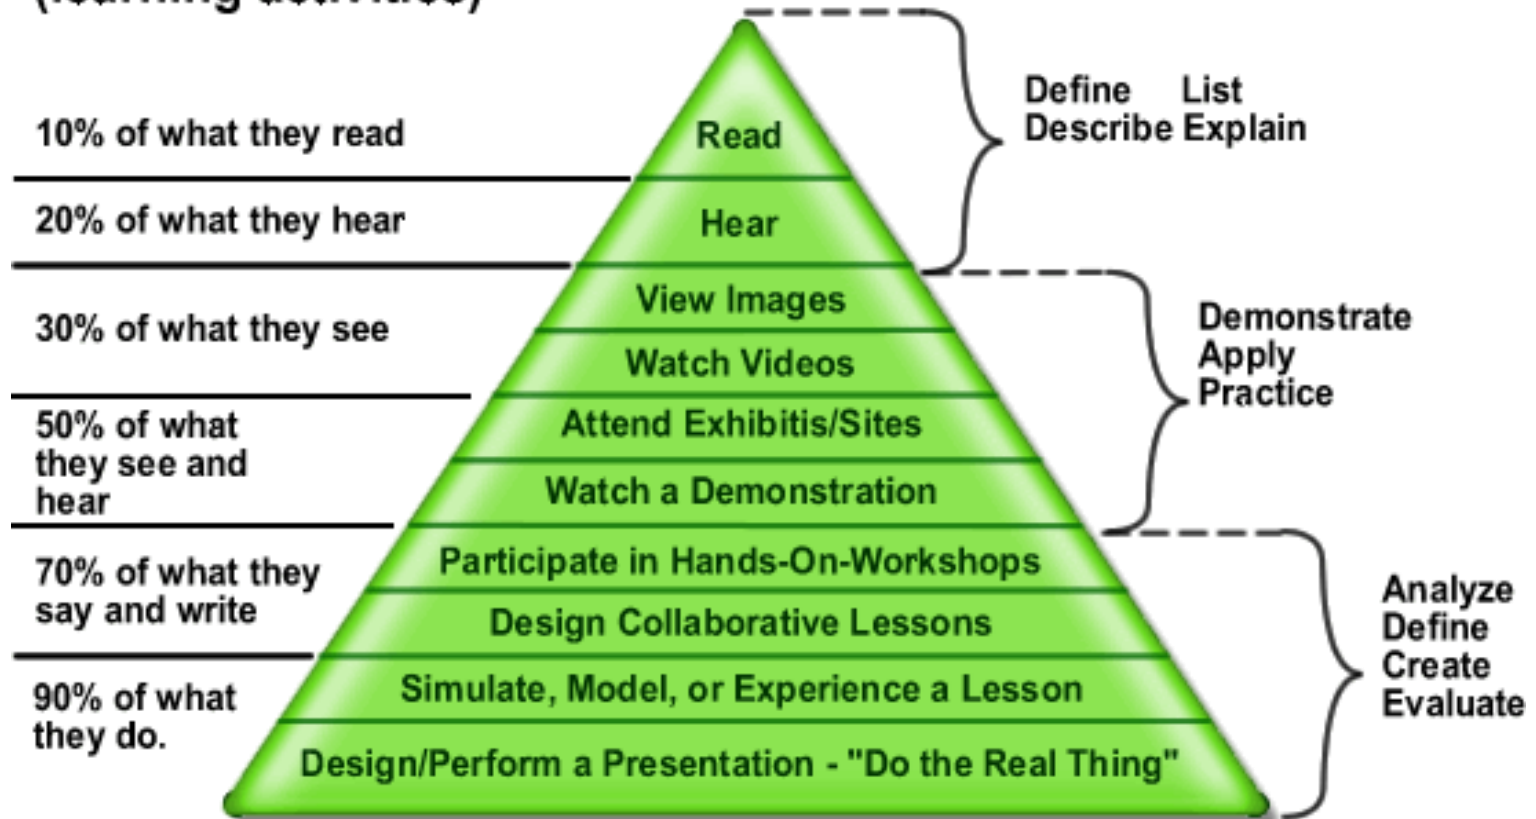 (learning activities)
10% of what they read
20% of what they hear
30% of what they see
50% of what
they see and
hear
70% of what they
say and write
90% of what
they do.
Read
Hear
View Images
Watch Videos
Attend Exhibitis/Sites
Watch a Demonstration
Participate in Hands-On-Workshops
Design Collaborative Lessons
Simulate, Model, or Experience a Lesson
Design/Perform a Presentation - "Do the Real Thing"
Define List
Describe Explain
Demonstrate
Apply
Practice
Analyze
Define
Create
Evaluate